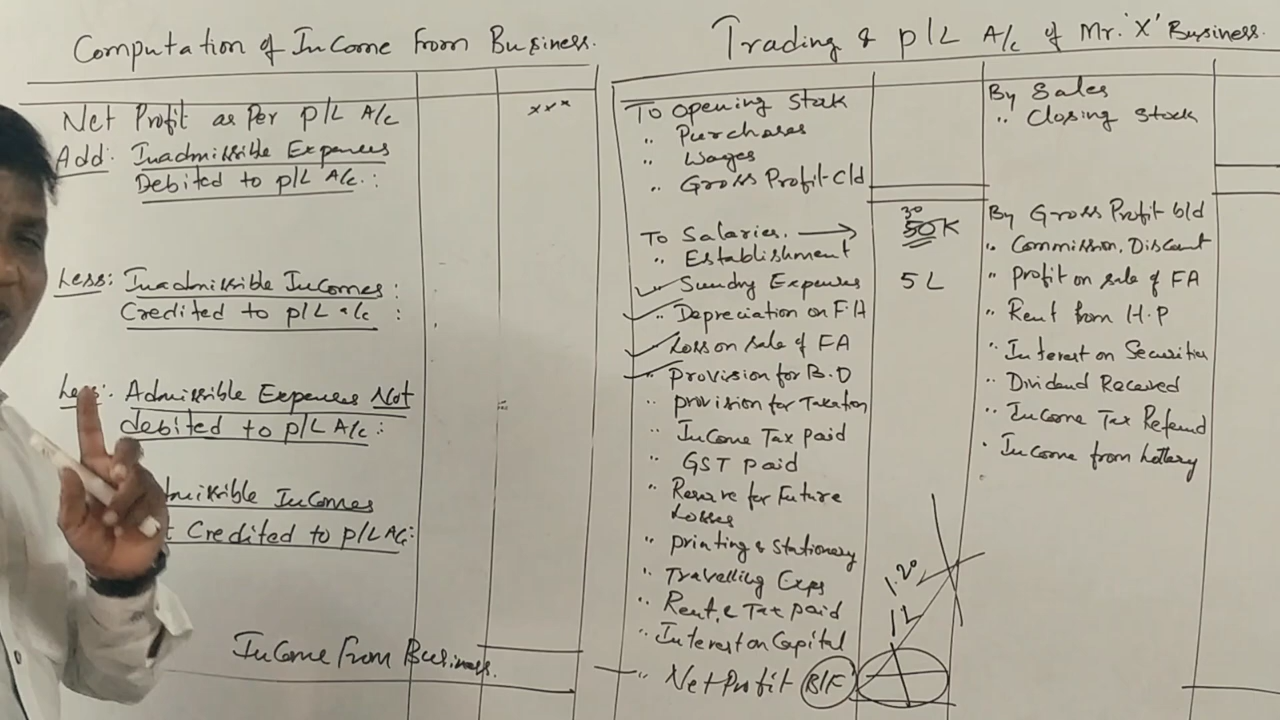 Computation of Income From Business.
Net Profit as Per P/L A/c xxx
Add: Inadmissible Expenses
Debited to P/L A/c:
Less: Inadmissible Incomes:
Credited to P/L A/c :
Less: Admissible Expenses Not
debited to P/L A/c:
Incomes
Credited to P/L A/c:
Income From Business.
Trading & P/L A/c of Mr. 'X' Business.
To Opening Stock
" Purchases
" Wages
" Gross Profit C/d
To Salaries. → 30 50K
" Establishment
" Sundry Expenses 5 L
" Depreciation on F.A
" Loss on sale of FA
" Provision for B.D
" Provision for Taxation
" Income Tax paid
" GST Paid
" Reserve for Future
Losses
" Printing & Stationery
" Travelling Exps
" Rent & Tax paid
" Interest on Capital
" Net Profit B/F
1.20
1L
By Sales
" Closing Stock
By Gross Profit b/d
" Commission, Discount
" Profit on sale of FA
" Rent from H.P
" Interest on Securities
" Dividend Received
" Income Tax Refund
" Income from Lottery